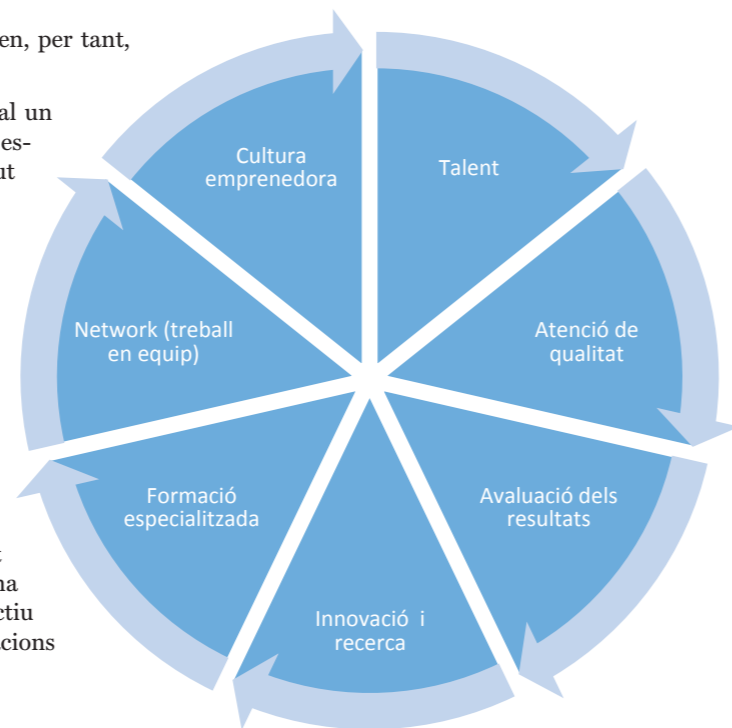 en, per tant,
al un
es-
ut
na
ctiu
cions
Talent
Atenció de
qualitat
Avaluació dels
resultats
Innovació i
recerca
Formació
especialitzada
Network (treball
en equip)
Cultura
emprenedora